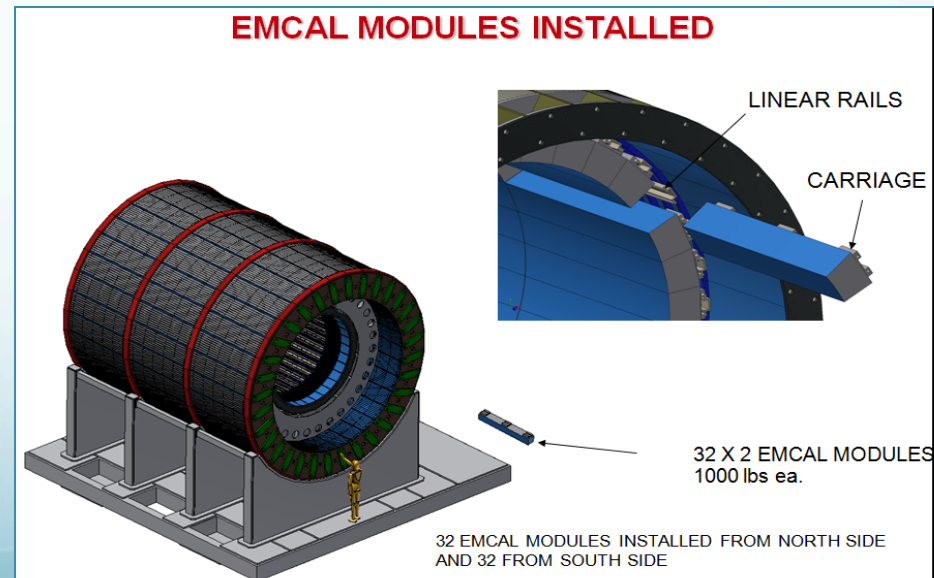 EMCAL MODULES INSTALLED
LINEAR RAILS
CARRIAGE
32 X 2 EMCAL MODULES
1000 lbs ea.
32 EMCAL MODULES INSTALLED FROM NORTH SIDE
AND 32 FROM SOUTH SIDE